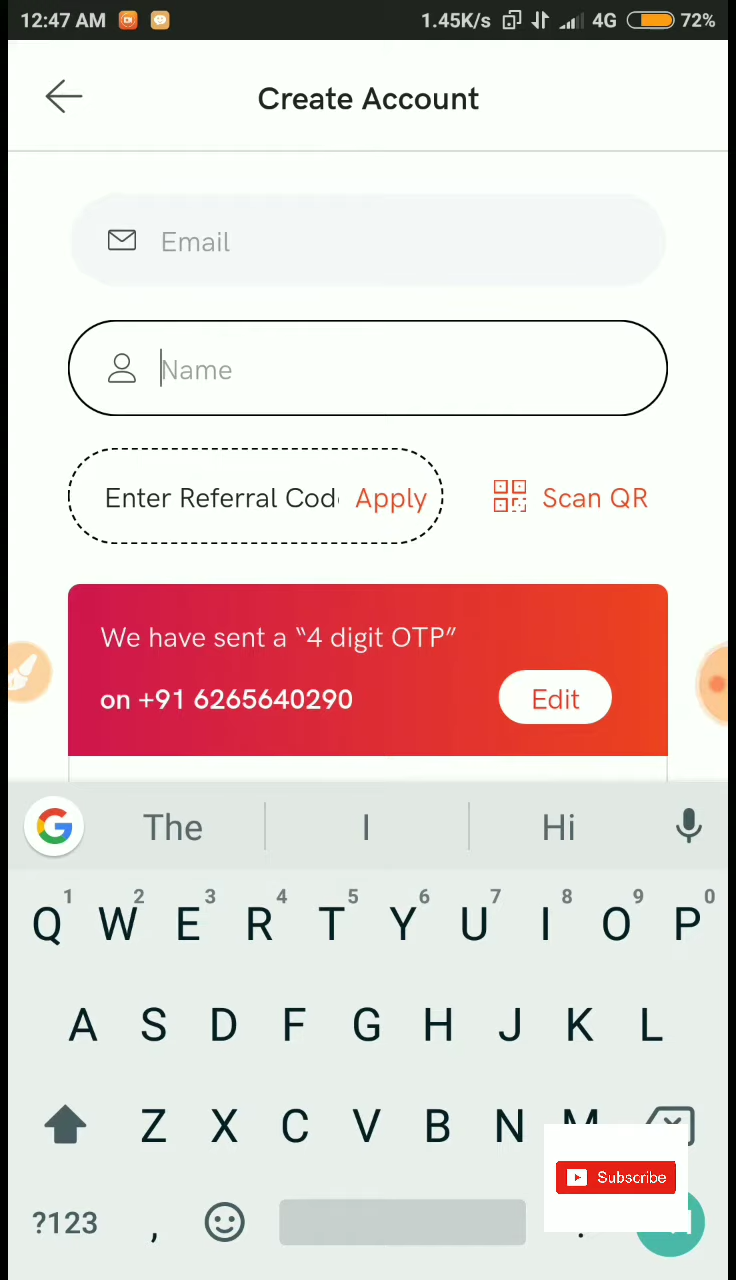 12:47 AM 1.45K/s 4G 72%
Create Account
Email
Name
Enter Referral Cod Apply Scan QR
We have sent a “4 digit OTP”
on +91 6265640290 Edit
The I Hi
1 2 3 4 5 6 7 8 9 0
Q W E R T Y U I O P
A S D F G H J K L
Z X C V B N M
Subscribe
?123 , .